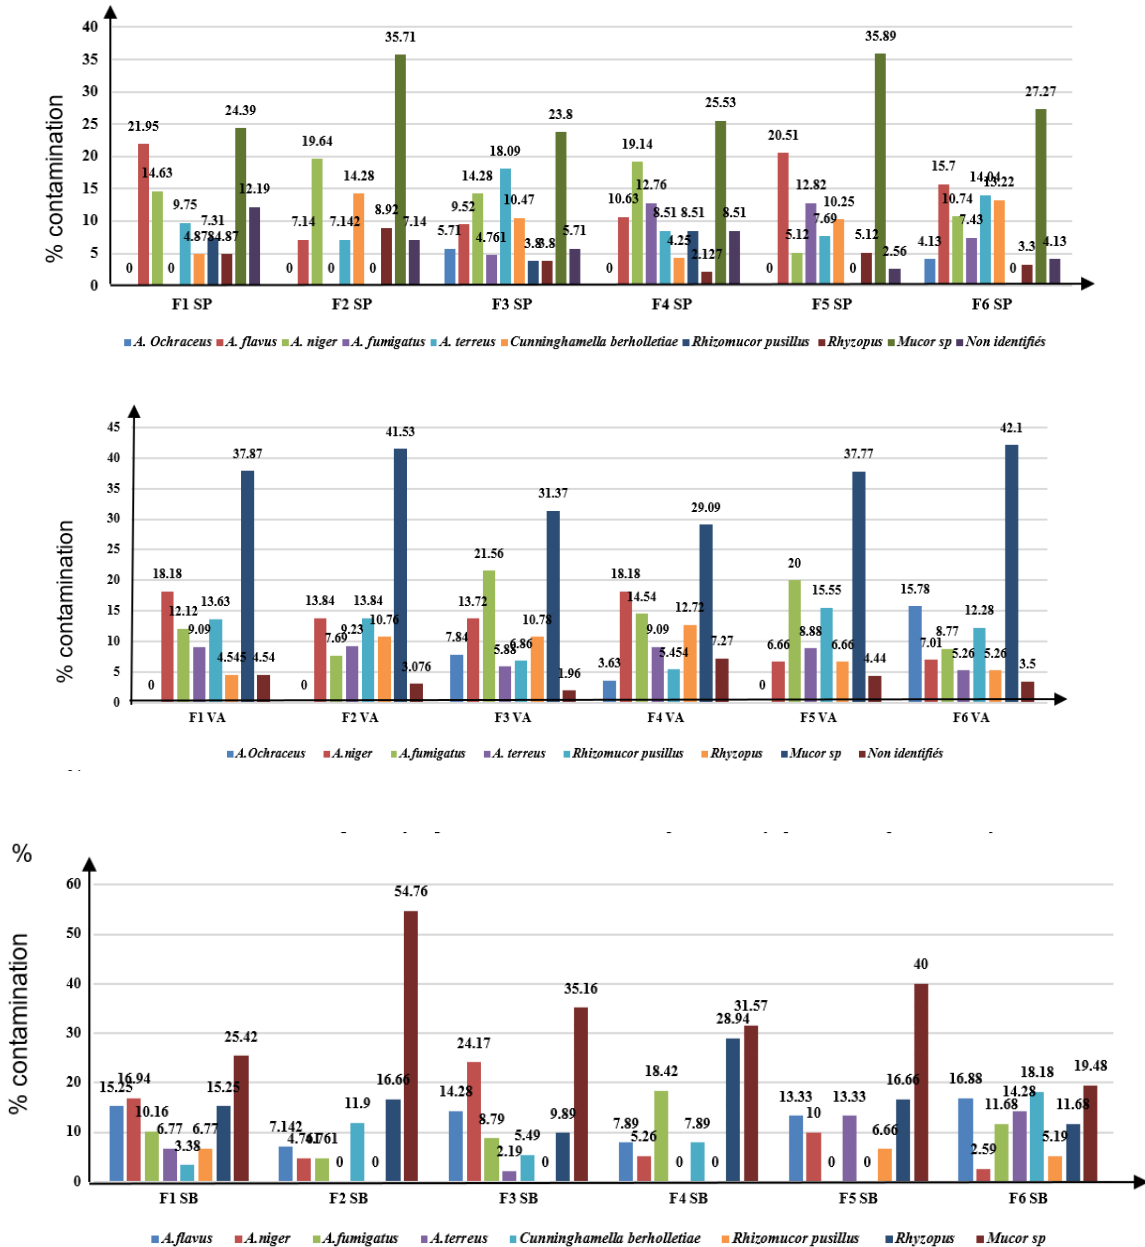 40
35
30
25
20
15
10
5
0
% contamination
0 21.95 14.63 0 9.75 4.878 7.31 4.87 24.39 12.19
0 7.14 19.64 0 7.142 14.28 0 8.92 35.71 7.14
5.71 9.52 14.28 4.761 18.09 10.47 3.8 3.8 23.8 5.71
0 10.63 19.14 12.76 8.51 4.25 8.51 2.127 25.53 8.51
0 20.51 5.12 12.82 7.69 10.25 0 5.12 35.89 2.56
4.13 15.7 10.74 7.43 14.04 13.22 0 3.3 27.27 4.13
F1 SP F2 SP F3 SP F4 SP F5 SP F6 SP
A. Ochraceus A. flavus A. niger A. fumigatus A. terreus Cunninghamella berholletiae Rhizomucor pusillus Rhyzopus Mucor sp Non identifiés
45
40
35
30
25
20
15
10
5
0
% contamination
0 18.18 12.12 9.09 13.63 4.545 37.87 4.54
0 13.84 7.69 9.23 13.84 10.76 41.53 3.076
7.84 13.72 21.56 5.88 6.86 10.78 31.37 1.96
3.63 18.18 14.54 9.09 5.454 12.72 29.09 7.27
0 6.66 20 8.88 15.55 6.66 37.77 4.44
15.78 7.01 8.77 5.26 12.28 5.26 42.1 3.5
F1 VA F2 VA F3 VA F4 VA F5 VA F6 VA
A.Ochraceus A.niger A.fumigatus A. terreus Rhizomucor pusillus Rhyzopus Mucor sp Non identifiés
%
60
50
40
30
20
10
0
% contamination
15.25 16.94 10.16 6.77 3.38 6.77 15.25 25.42
7.142 4.761 4.761 0 11.9 0 16.66 54.76
14.28 24.17 8.79 2.19 5.49 0 9.89 35.16
7.89 5.26 18.42 0 7.89 0 28.94 31.57
13.33 10 0 13.33 0 6.66 16.66 40
16.88 2.59 11.68 14.28 18.18 5.19 11.68 19.48
F1 SB F2 SB F3 SB F4 SB F5 SB F6 SB
A.flavus A.niger A.fumigatus A.terreus Cunninghamella berholletiae Rhizomucor pusillus Rhyzopus Mucor sp